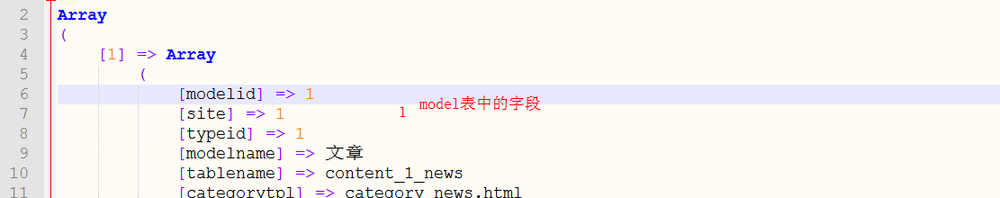 2 Array
3 (
4 [1] => Array
5 (
6 [modelid] => 1
model表中的字段
7 [site] => 1 1
8 [typeid] => 1
9 [modelname] => 文章
10 [tablename] => content_1_news
11 [categorytpl] => category_news.html